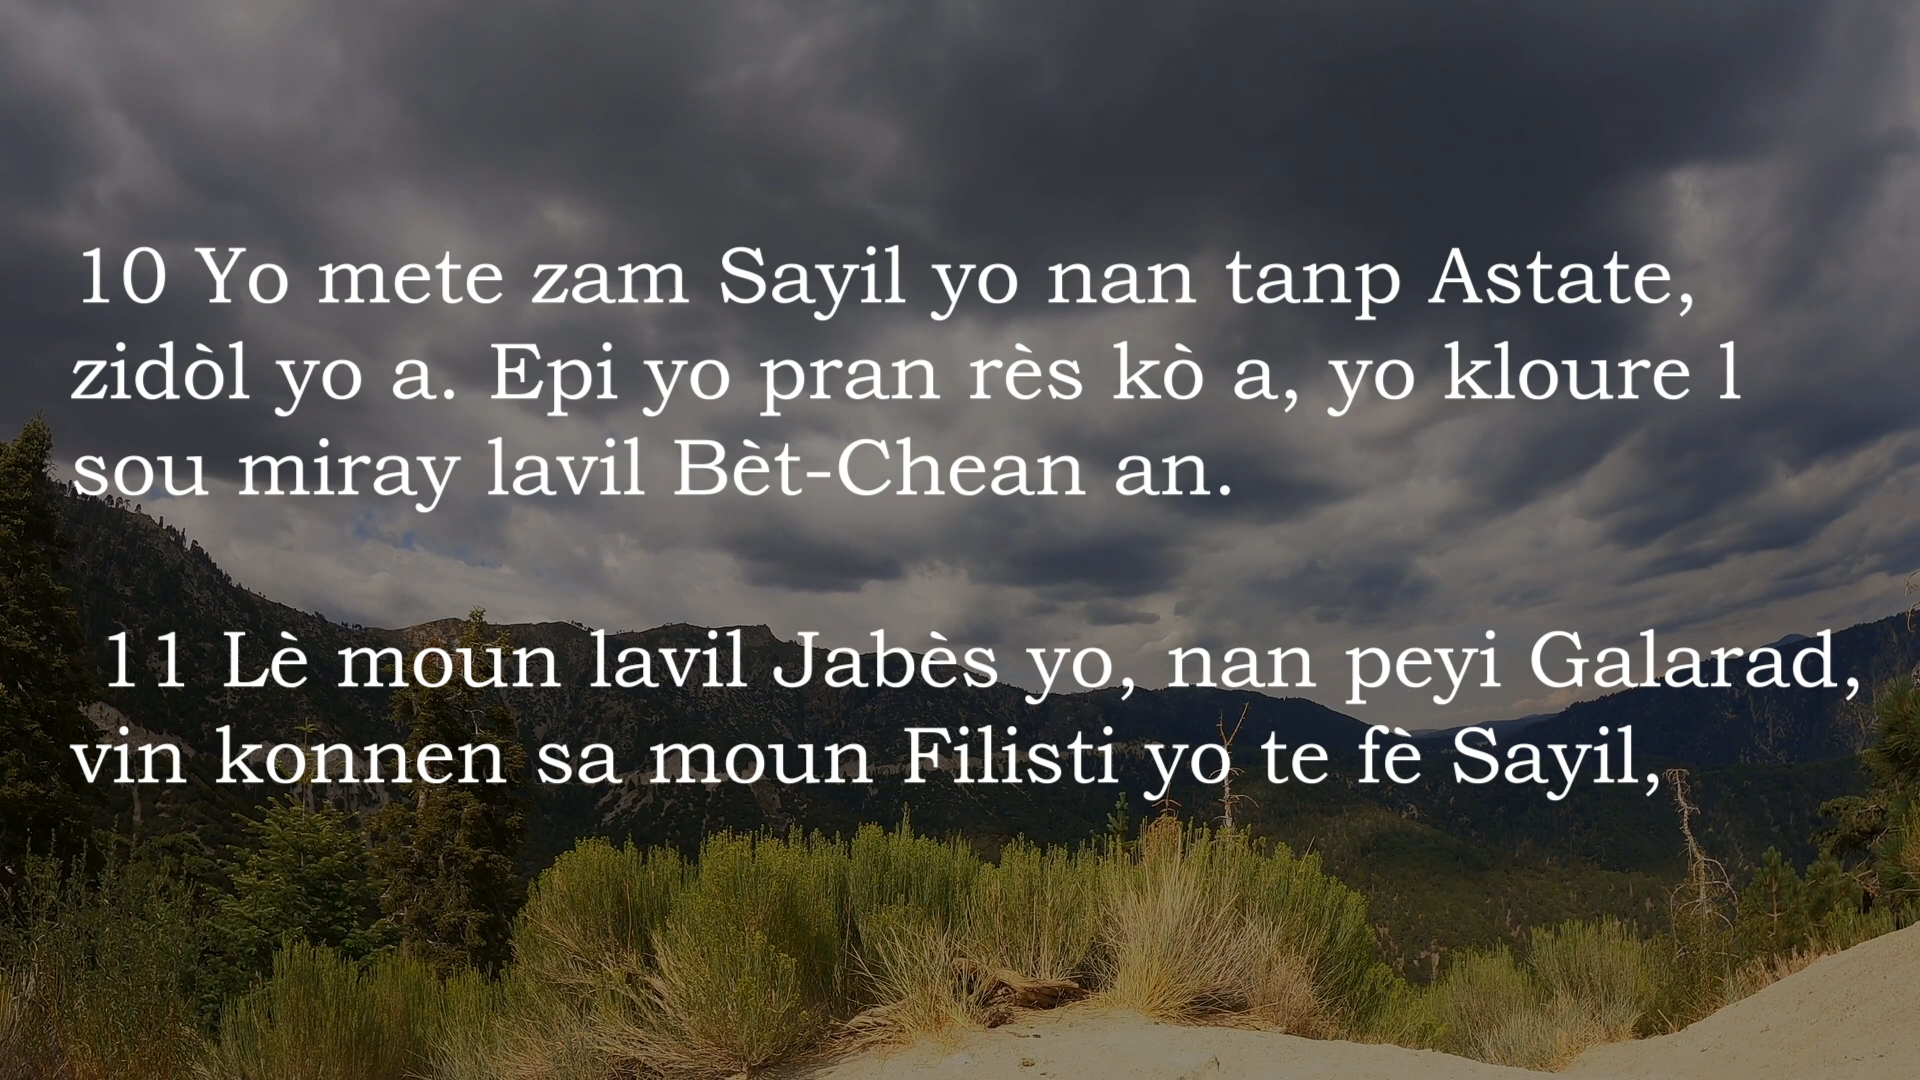 10 Yo mete zam Sayil yo nan tanp Astate,
zidòl yo a. Epi yo pran rès kò a, yo kloure l
sou miray lavil Bèt-Chean an.
11 Lè moun lavil Jabès yo, nan peyi Galarad,
vin konnen sa moun Filisti yo te fè Sayil,